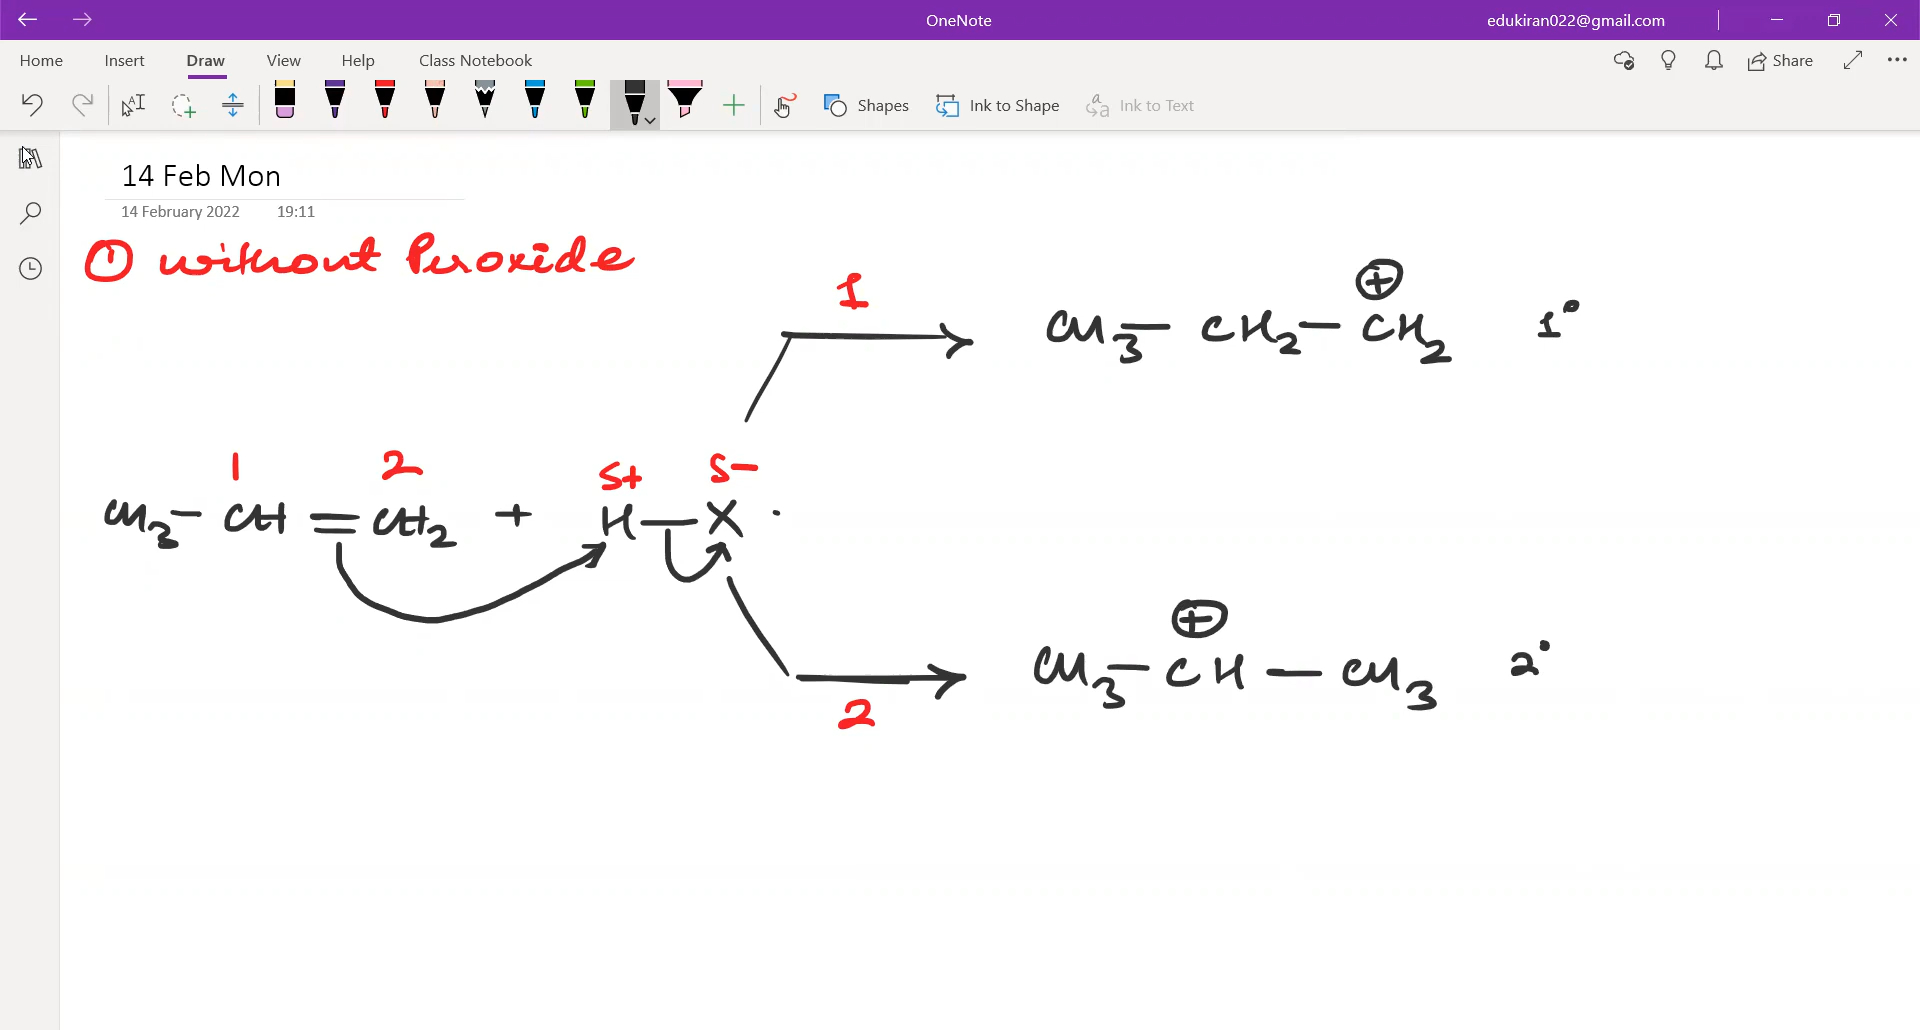 OneNote
edukiran022@gmail.com
Home Insert Draw View Help Class Notebook
Share
Shapes Ink to Shape Ink to Text
14 Feb Mon
14 February 2022 19:11
① without Peroxide
1
⊕
CH3 — CH2 — CH2 1°
1 2 δ+ δ−
CH3 — CH = CH2 + H — X .
⊕
CH3 — CH — CH3 2°
2